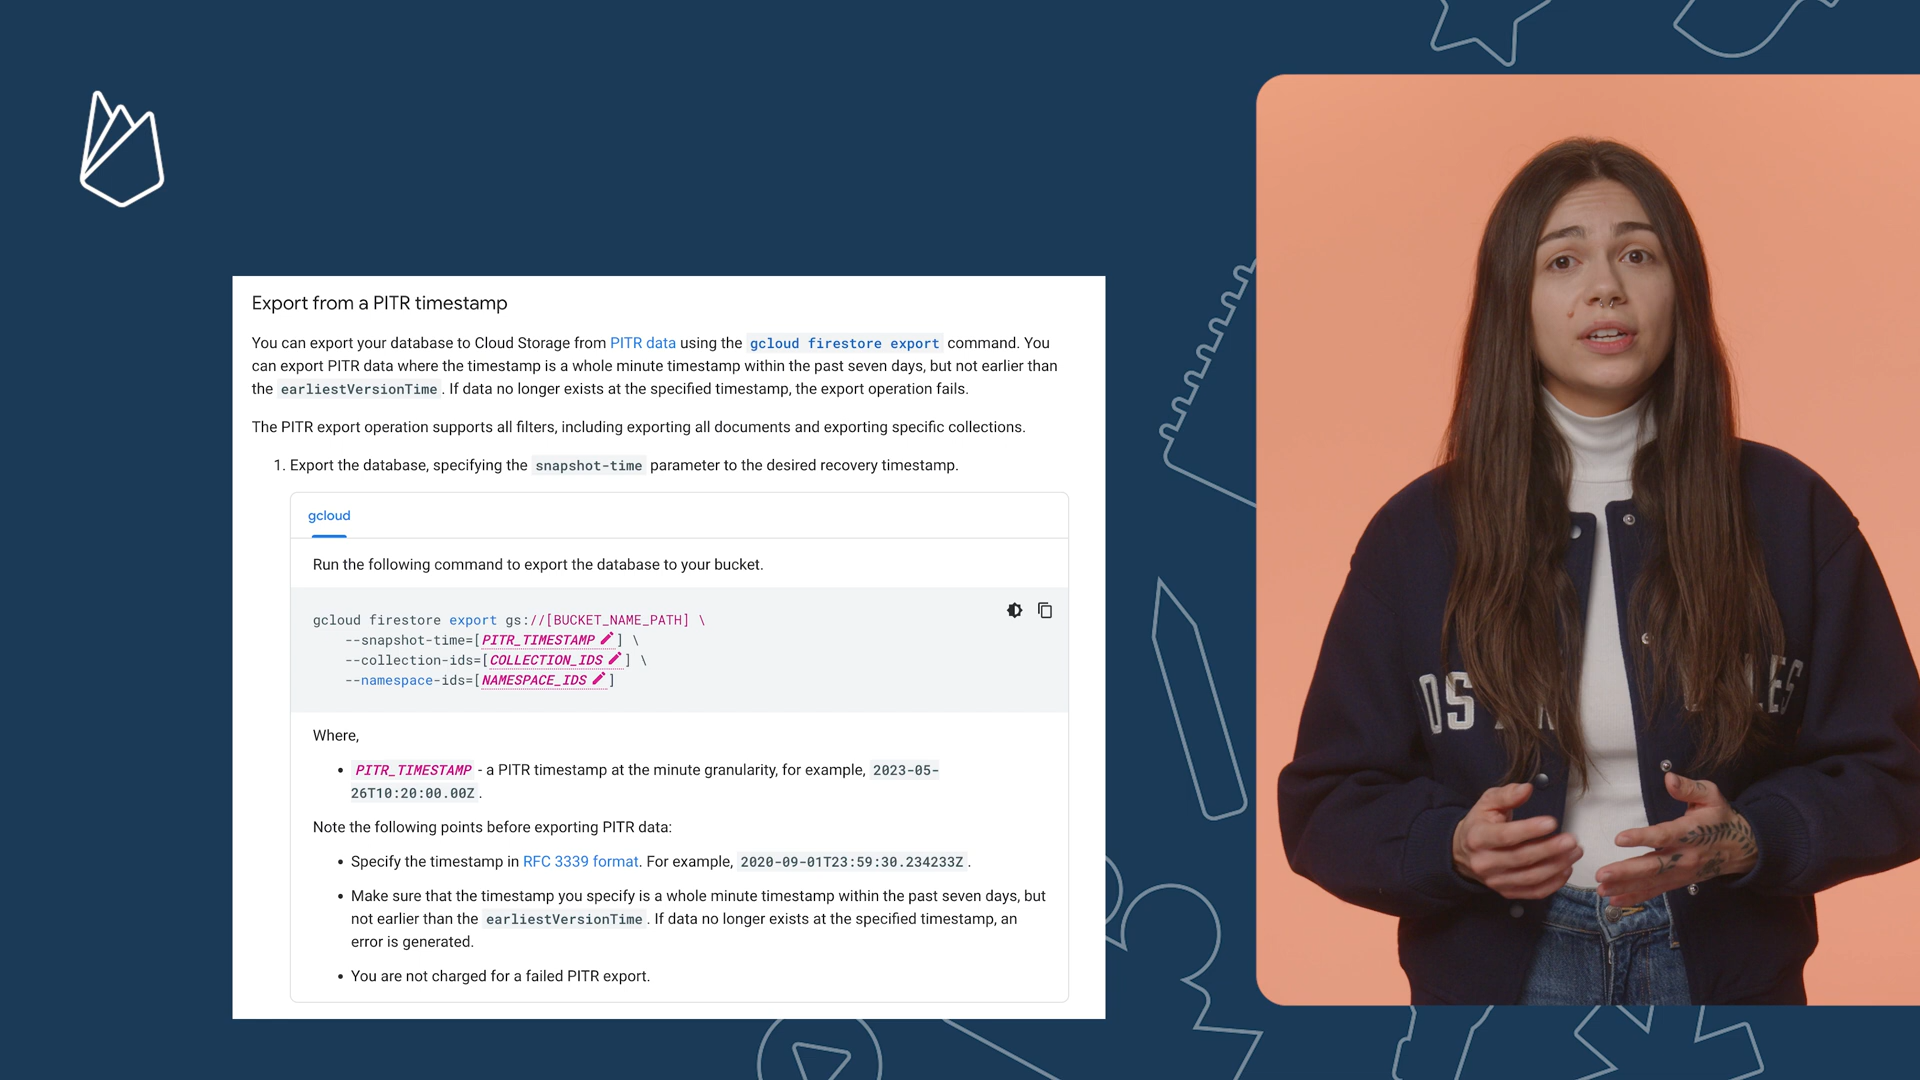 Export from a PITR timestamp
You can export your database to Cloud Storage from PITR data using the gcloud firestore export command. You
can export PITR data where the timestamp is a whole minute timestamp within the past seven days, but not earlier than
the earliestVersionTime. If data no longer exists at the specified timestamp, the export operation fails.
The PITR export operation supports all filters, including exporting all documents and exporting specific collections.
1. Export the database, specifying the snapshot-time parameter to the desired recovery timestamp.
gcloud
Run the following command to export the database to your bucket.
gcloud firestore export gs://[BUCKET_NAME_PATH] \
--snapshot-time=[PITR_TIMESTAMP] \
--collection-ids=[COLLECTION_IDS] \
--namespace-ids=[NAMESPACE_IDS]
Where,
• PITR_TIMESTAMP - a PITR timestamp at the minute granularity, for example, 2023-05-
26T10:20:00.00Z.
Note the following points before exporting PITR data:
• Specify the timestamp in RFC 3339 format. For example, 2020-09-01T23:59:30.234233Z.
• Make sure that the timestamp you specify is a whole minute timestamp within the past seven days, but
not earlier than the earliestVersionTime. If data no longer exists at the specified timestamp, an
error is generated.
• You are not charged for a failed PITR export.